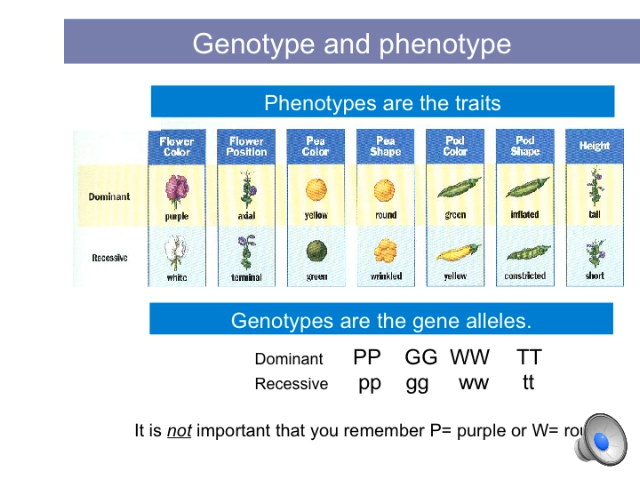 Genotype and phenotype
Phenotypes are the traits
Flower Color Flower Position Pea Color Pea Shape Pod Color Pod Shape Height
Dominant purple axial yellow round green inflated tall
Recessive white terminal green wrinkled yellow constricted short
Genotypes are the gene alleles.
Dominant PP GG WW TT
Recessive pp gg ww tt
It is not important that you remember P= purple or W=